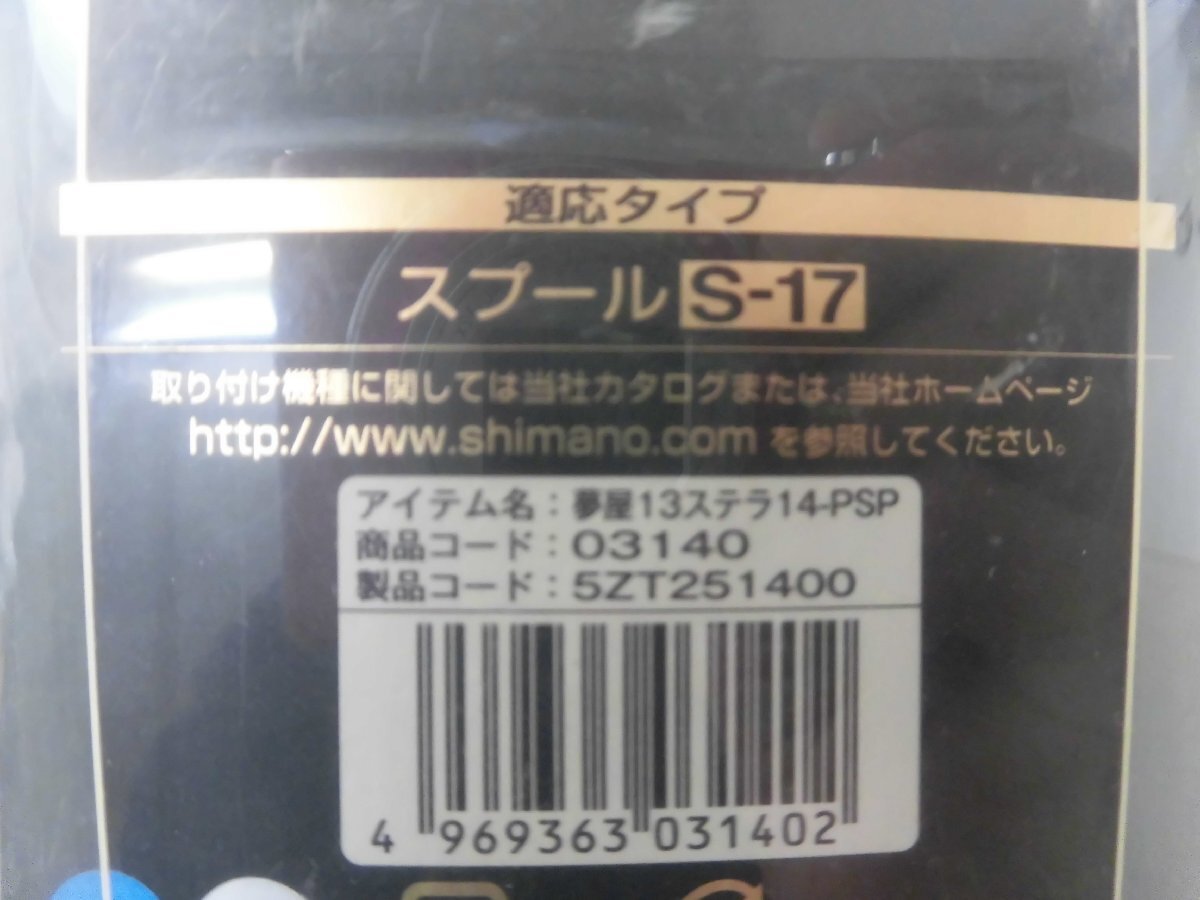 適応タイプ
スプール S-17
取り付け機種に関しては当社カタログまたは、当社ホームページ
http://www.shimano.com を参照してください。
アイテム名:夢屋13ステラ14-PSP
商品コード:03140
製品コード:5ZT251400
4 969363 031402